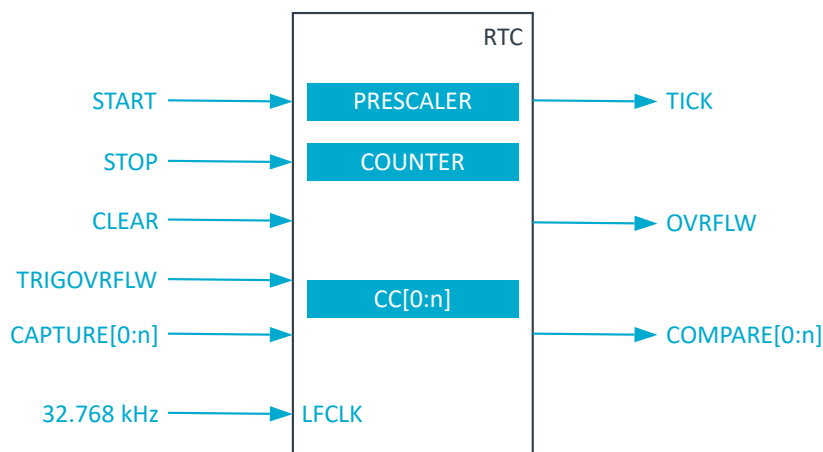 RTC
START
PRESCALER
TICK
STOP
COUNTER
CLEAR
OVRFLW
TRIGOVRFLW
CC[0:n]
CAPTURE[0:n]
COMPARE[0:n]
32.768 kHz
LFCLK